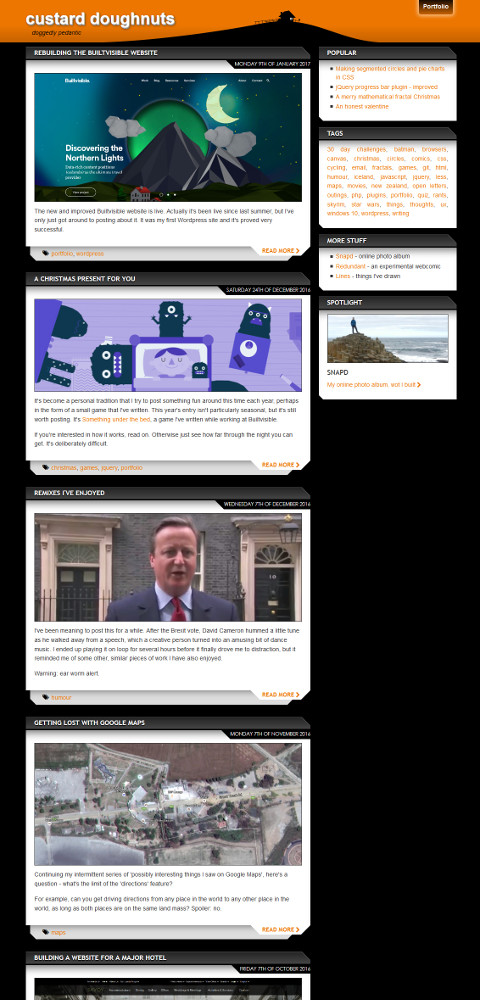 custard doughnuts
doggedly pedantic
Portfolio
REBUILDING THE BUILTVISIBLE WEBSITE
MONDAY 9TH OF JANUARY 2017
Builtvisible.
Discovering the
Northern Lights
The new and improved Builtvisible website is live. Actually it's been live since last summer, but I've
only just got around to posting about it. It was my first Wordpress site and it's proved very
successful.
portfolio, wordpress
READ MORE
A CHRISTMAS PRESENT FOR YOU
SATURDAY 24TH OF DECEMBER 2016
It's become a personal tradition that I try to post something fun around this time each year, perhaps
in the form of a small game that I've written. This year's entry isn't particularly seasonal, but it's still
worth posting. It's Something under the bed, a game I've written while working at Builtvisible.
If you're interested in how it works, read on. Otherwise just see how far through the night you can
get. It's deliberately difficult.
christmas, games, jquery, portfolio
READ MORE
REMIXES I'VE ENJOYED
WEDNESDAY 7TH OF DECEMBER 2016
10
I've been meaning to post this for a while. After the Brexit vote, David Cameron hummed a little tune
as he walked away from a speech, which a creative person turned into an amusing bit of dance
music. I ended up playing it on loop for several hours before it finally drove me to distraction, but it
reminded me of some other, similar pieces of work I have also enjoyed.
Warning: ear worm alert.
humour
READ MORE
GETTING LOST WITH GOOGLE MAPS
MONDAY 7TH OF NOVEMBER 2016
Continuing my intermittent series of 'possibly interesting things I saw on Google Maps', here's a
question - what's the limit of the 'directions' feature?
For example, can you get driving directions from any place in the world to any other place in the
world, as long as both places are on the same land mass? Spoiler: no.
maps
READ MORE
BUILDING A WEBSITE FOR A MAJOR HOTEL
FRIDAY 7TH OF OCTOBER 2016
POPULAR
Making segmented circles and pie charts
in CSS
jQuery progress bar plugin - improved
A merry mathematical fractal Christmas
An honest valentine
TAGS
30 day challenges, batman, browsers,
canvas, christmas, circles, comics, css,
cycling, email, fractals, games, git, html,
humour, iceland, javascript, jquery, less,
maps, movies, new zealand, open letters,
outings, php, plugins, portfolio, quiz, rants,
skyrim, star wars, things, thoughts, ux,
windows 10, wordpress, writing
MORE STUFF
Snapd - online photo album
Redundant - an experimental webcomic
Lines - things I've drawn
SPOTLIGHT
SNAPD
My online photo album, wot I built